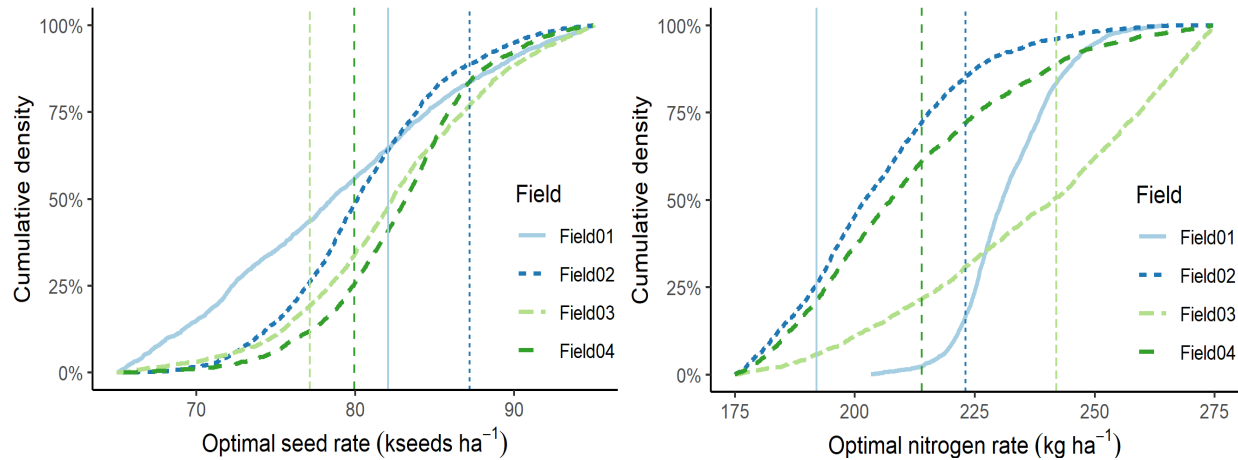 100%
75%
50%
25%
0%
Cumulative density
70
80
90
Optimal seed rate (kseeds ha⁻¹)
Field
Field01
Field02
Field03
Field04
100%
75%
50%
25%
0%
Cumulative density
175
200
225
250
275
Optimal nitrogen rate (kg ha⁻¹)
Field
Field01
Field02
Field03
Field04